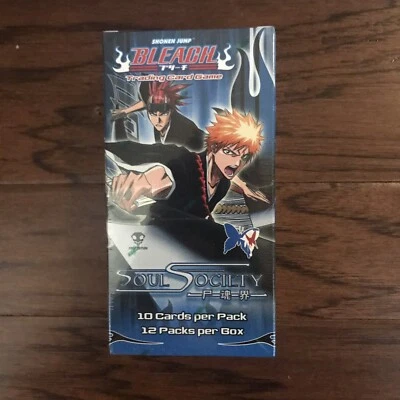 SHONEN JUMP
BLEACH
ブリーチ
Trading Card Game
SOUL SOCIETY
尸魂界
10 Cards per Pack
12 Packs per Box